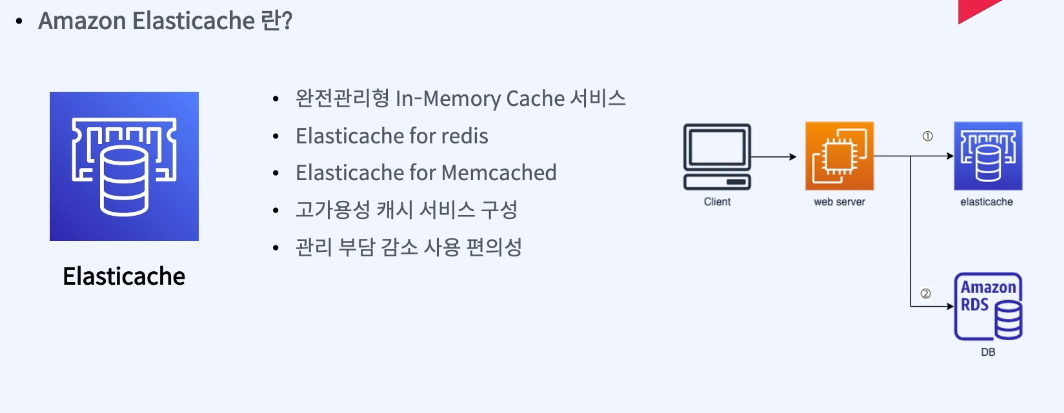 • Amazon Elasticache 란?
Elasticache
• 완전관리형 In-Memory Cache 서비스
• Elasticache for redis
• Elasticache for Memcached
• 고가용성 캐시 서비스 구성
• 관리 부담 감소 사용 편의성
Client
web server
①
elasticache
②
Amazon
RDS
DB